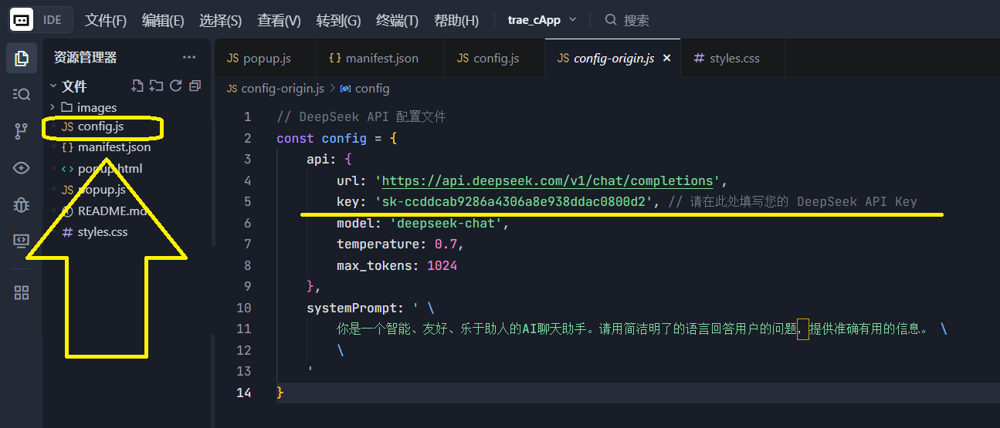 IDE 文件(F) 编辑(E) 选择(S) 查看(V) 转到(G) 终端(T) 帮助(H) trae_cApp 搜索
资源管理器 ···
JS popup.js {} manifest.json JS config.js JS config-origin.js × # styles.css
文件
JS config-origin.js > config
images
JS config.js
{} manifest.json
<> popup.html
JS popup.js
README.md
# styles.css
1 // DeepSeek API 配置文件
2 const config = {
3 api: {
4 url: 'https://api.deepseek.com/v1/chat/completions',
5 key: 'sk-ccddcab9286a4306a8e938ddac0800d2', // 请在此处填写您的 DeepSeek API Key
6 model: 'deepseek-chat',
7 temperature: 0.7,
8 max_tokens: 1024
9 },
10 systemPrompt: ' \
11 你是一个智能、友好、乐于助人的AI聊天助手。请用简洁明了的语言回答用户的问题，提供准确有用的信息。 \
12 \
13 '
14 }